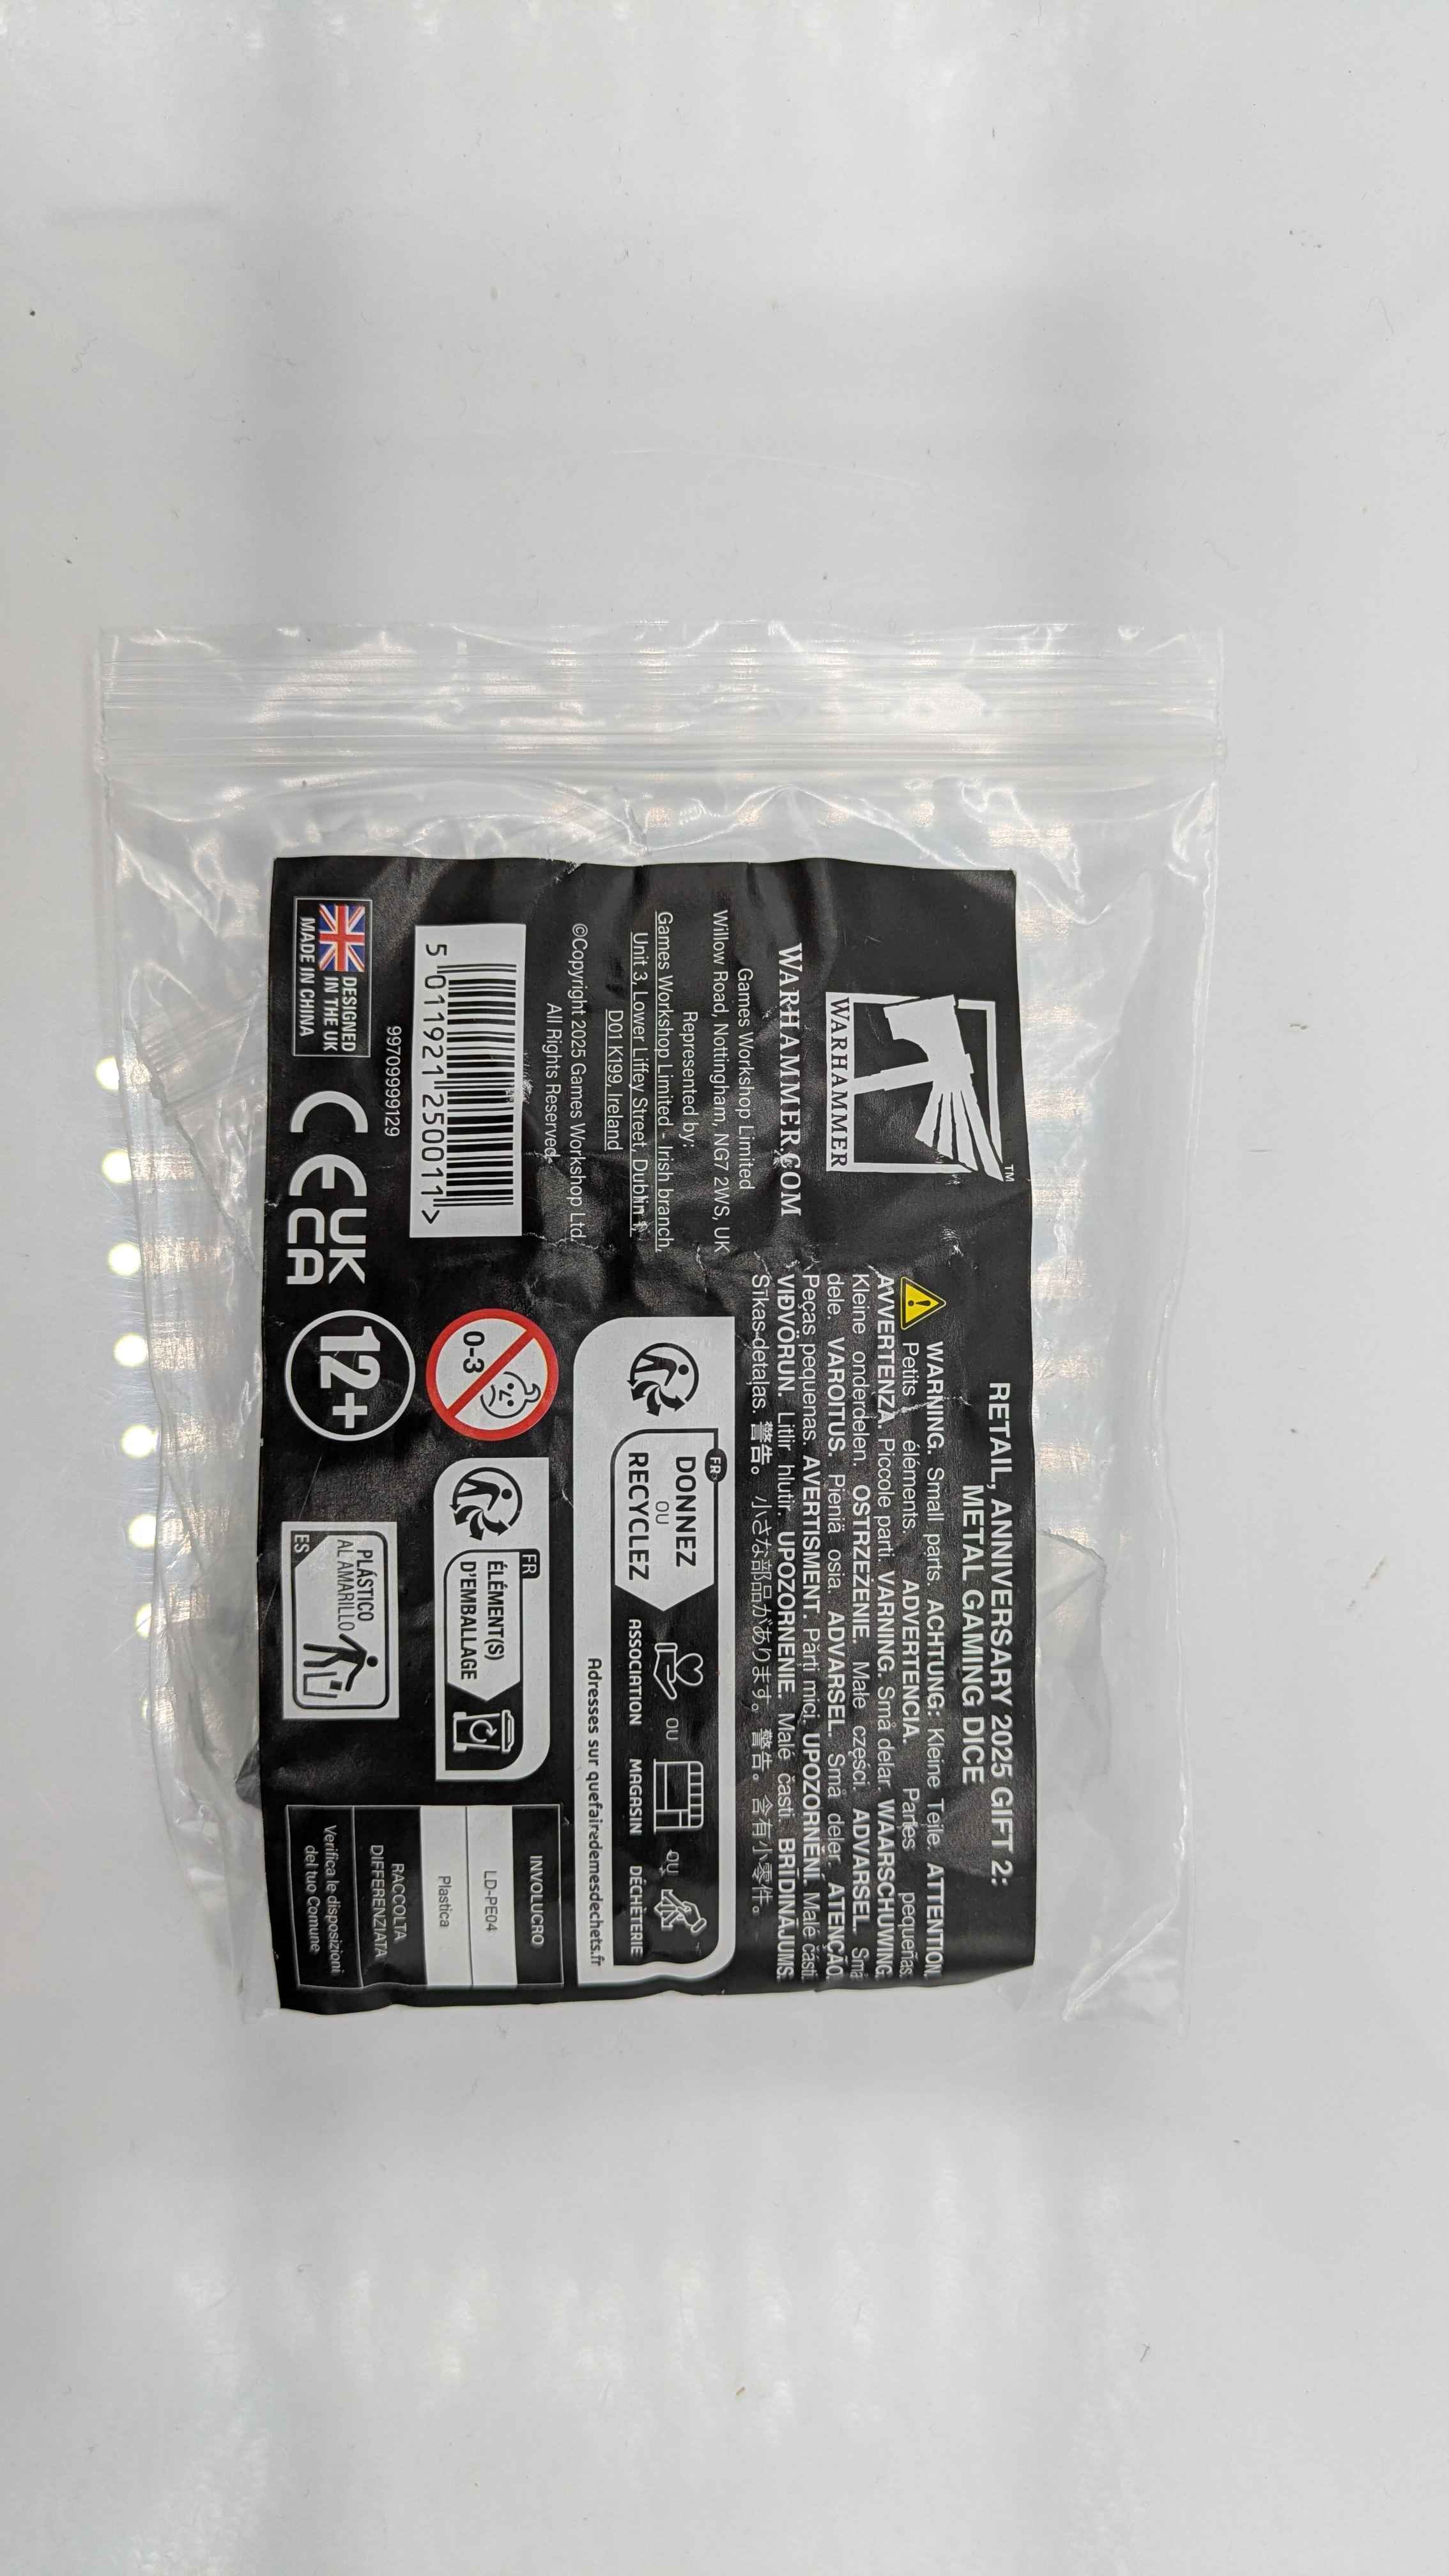 RETAIL, ANNIVERSARY 2025 GIFT 2:
METAL GAMING DICE
WARHAMMER
™
WARHAMMER.COM
Games Workshop Limited
Willow Road, Nottingham, NG7 2WS, UK
Represented by:
Games Workshop Limited - Irish branch,
Unit 3, Lower Liffey Street, Dublin 1,
D01 K199, Ireland
©Copyright 2025 Games Workshop Ltd.
All Rights Reserved.
5 011921 250011 >
99709999129
DESIGNED
IN THE UK
MADE IN CHINA
CE
UK
CA
12+
WARNING. Small parts. ACHTUNG: Kleine Teile. ATTENTION.
Petits éléments. ADVERTENCIA. Partes pequeñas.
AVVERTENZA. Piccole parti. VARNING. Små delar. WAARSCHUWING.
Kleine onderdelen. OSTRZEŻENIE. Małe części. ADVARSEL. Små
dele. VAROITUS. Pieniä osia. ADVARSEL. Små deler. ATENÇÃO.
Peças pequenas. AVERTISMENT. Părți mici. UPOZORNĚNÍ. Malé části.
VIÐVÖRUN. Litlir hlutir. UPOZORNENIE. Malé časti. BRĪDINĀJUMS.
Sīkas detaļas. 警告。 小さな部品があります。 警告。 含有小零件。
FR
DONNEZ
OU
RECYCLEZ
ASSOCIATION
OU
MAGASIN
OU
DÉCHÈTERIE
Adresses sur quefairedemesdechets.fr
0-3
FR
ÉLÉMENT(S)
D'EMBALLAGE
PLÁSTICO
AL AMARILLO
ES
INVOLUCRO
LD-PE04
Plastica
RACCOLTA
DIFFERENZIATA
Verifica le disposizioni
del tuo Comune